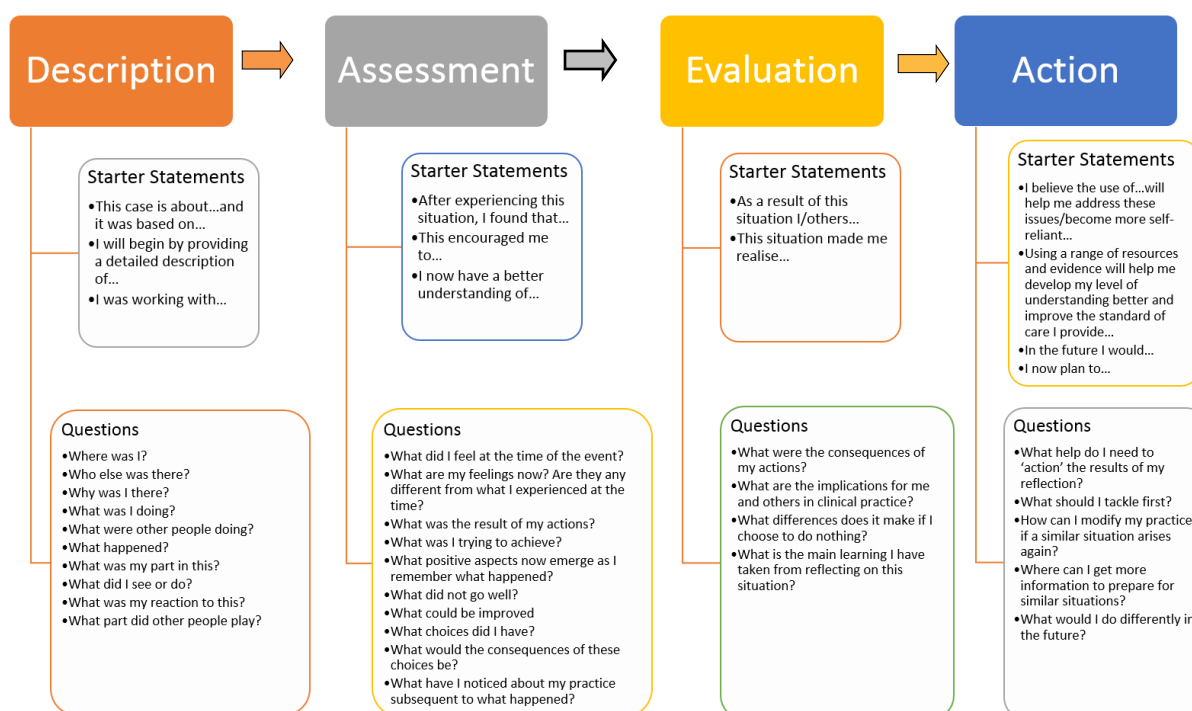 Description
Assessment
Evaluation
Action
Starter Statements
•This case is about...and
it was based on...
•I will begin by providing
a detailed description
of...
•I was working with...
Starter Statements
•After experiencing this
situation, I found that...
•This encouraged me
to...
•I now have a better
understanding of...
Starter Statements
•As a result of this
situation I/others...
•This situation made me
realise...
Starter Statements
•I believe the use of...will
help me address these
issues/become more self-
reliant...
•Using a range of resources
and evidence will help me
develop my level of
understanding better and
improve the standard of
care I provide...
•In the future I would...
•I now plan to...
Questions
•Where was I?
•Who else was there?
•Why was I there?
•What was I doing?
•What were other people doing?
•What happened?
•What was my part in this?
•What did I see or do?
•What was my reaction to this?
•What part did other people play?
Questions
•What did I feel at the time of the event?
•What are my feelings now? Are they any
different from what I experienced at the
time?
•What was the result of my actions?
•What was I trying to achieve?
•What positive aspects now emerge as I
remember what happened?
•What did not go well?
•What could be improved
•What choices did I have?
•What would the consequences of these
choices be?
•What have I noticed about my practice
subsequent to what happened?
Questions
•What were the consequences of
my actions?
•What are the implications for me
and others in clinical practice?
•What differences does it make if I
choose to do nothing?
•What is the main learning I have
taken from reflecting on this
situation?
Questions
•What help do I need to
‘action’ the results of my
reflection?
•What should I tackle first?
•How can I modify my practice
if a similar situation arises
again?
•Where can I get more
information to prepare for
similar situations?
•What would I do differently in
the future?